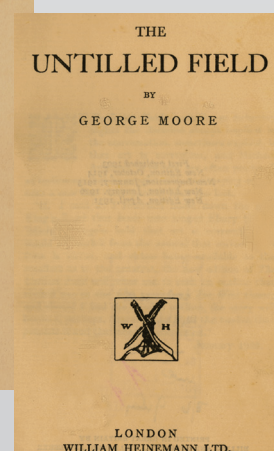 THE
UNTILLED FIELD
BY
GEORGE MOORE
W H
LONDON
WILLIAM HEINEMANN LTD.